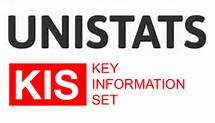 UNISTATS
KIS KEY
INFORMATION
SET